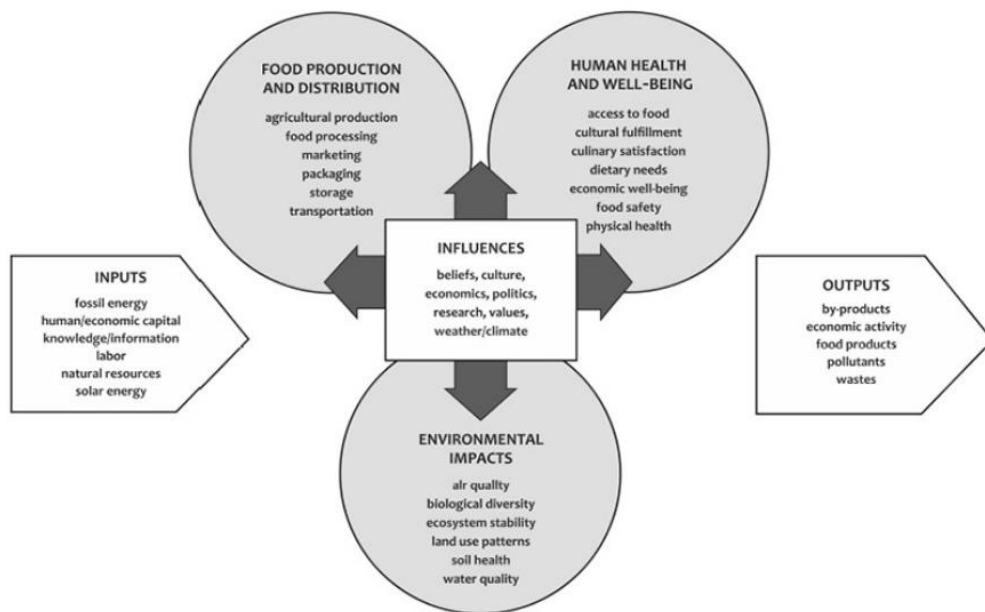 FOOD PRODUCTION
AND DISTRIBUTION
agricultural production
food processing
marketing
packaging
storage
transportation
HUMAN HEALTH
AND WELL-BEING
access to food
cultural fulfillment
culinary satisfaction
dietary needs
economic well-being
food safety
physical health
INPUTS
fossil energy
human/economic capital
knowledge/information
labor
natural resources
solar energy
INFLUENCES
beliefs, culture,
economics, politics,
research, values,
weather/climate
OUTPUTS
by-products
economic activity
food products
pollutants
wastes
ENVIRONMENTAL
IMPACTS
air quality
biological diversity
ecosystem stability
land use patterns
soil health
water quality